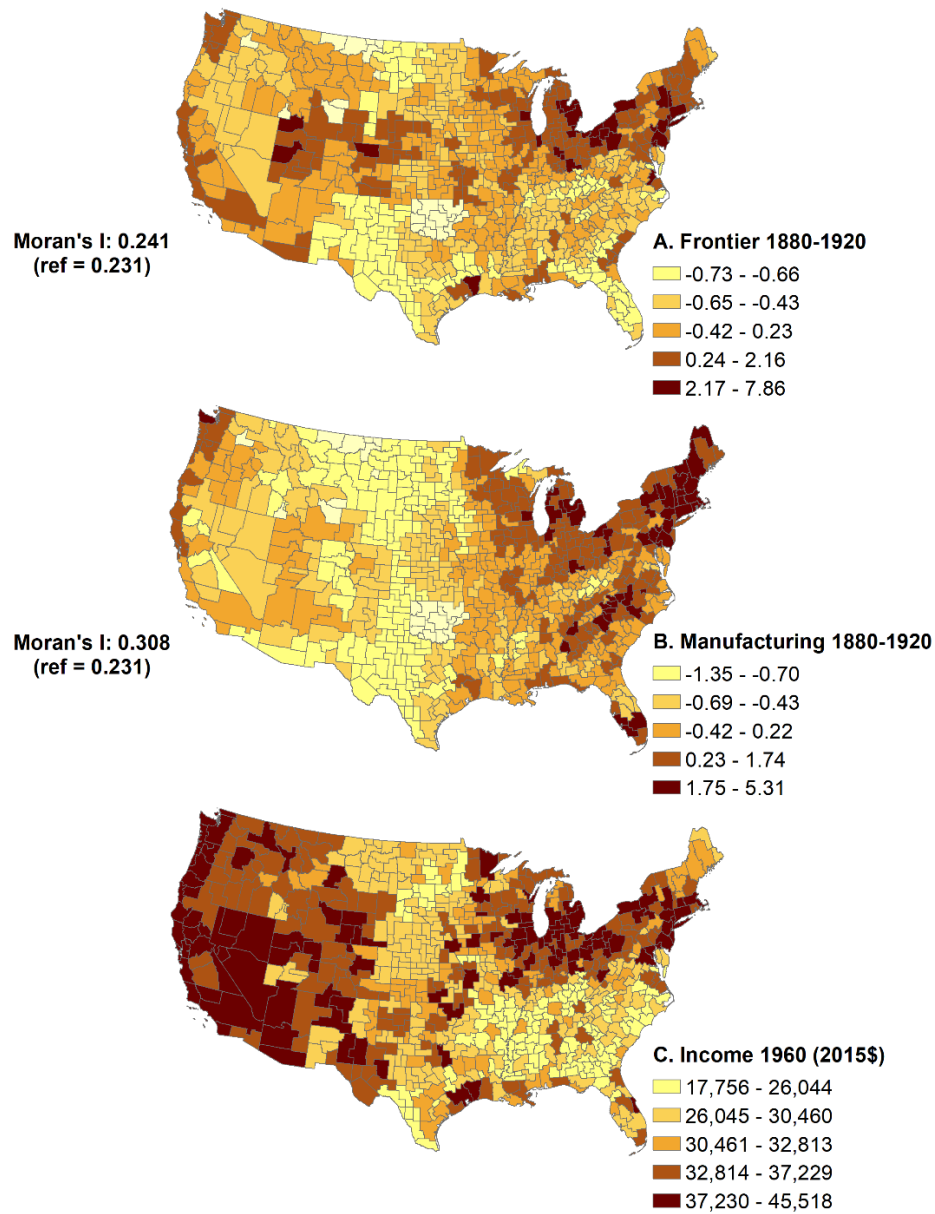 Moran's I: 0.241
(ref = 0.231)
A. Frontier 1880-1920
-0.73 - -0.66
-0.65 - -0.43
-0.42 - 0.23
0.24 - 2.16
2.17 - 7.86
Moran's I: 0.308
(ref = 0.231)
B. Manufacturing 1880-1920
-1.35 - -0.70
-0.69 - -0.43
-0.42 - 0.22
0.23 - 1.74
1.75 - 5.31
C. Income 1960 (2015$)
17,756 - 26,044
26,045 - 30,460
30,461 - 32,813
32,814 - 37,229
37,230 - 45,518